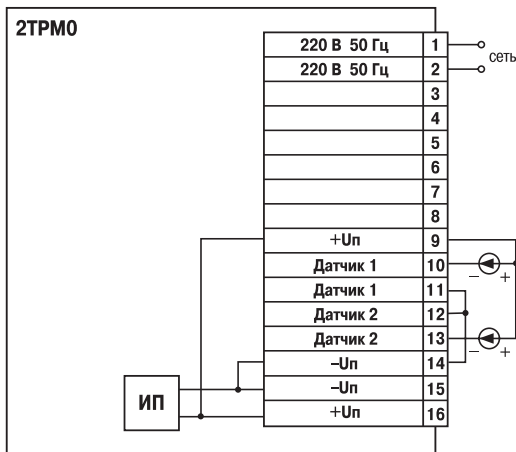 2ТРМ0
220 В 50 Гц 1
220 В 50 Гц 2
сеть
3
4
5
6
7
8
+Uп 9
Датчик 1 10
− +
Датчик 1 11
Датчик 2 12
Датчик 2 13
− +
−Uп 14
−Uп 15
+Uп 16
ИП